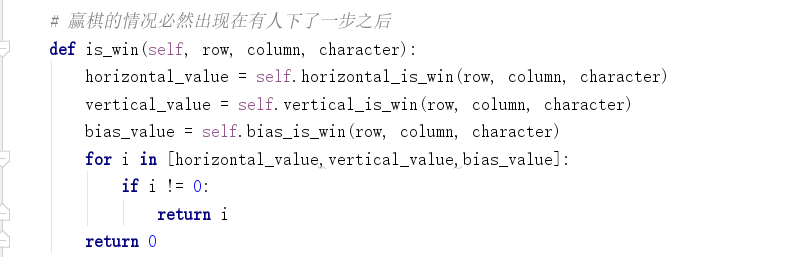 # 赢棋的情况必然出现在有人下了一步之后
def is_win(self, row, column, character):
    horizontal_value = self.horizontal_is_win(row, column, character)
    vertical_value = self.vertical_is_win(row, column, character)
    bias_value = self.bias_is_win(row, column, character)
    for i in [horizontal_value,vertical_value,bias_value]:
        if i != 0:
            return i
    return 0